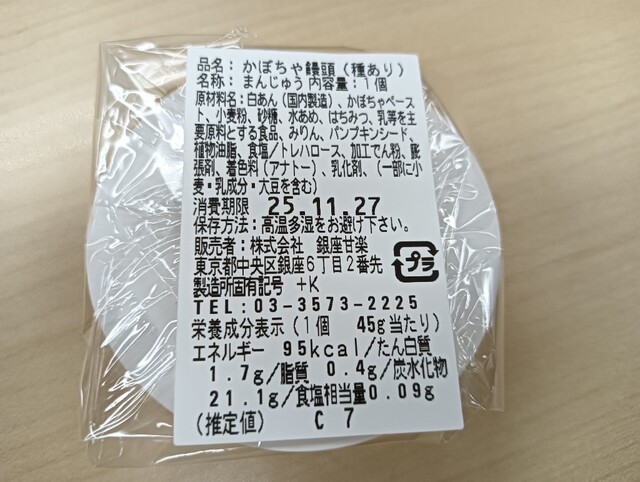 品名：かぼちゃ饅頭（種あり）
名称：まんじゅう 内容量：1個
原材料名：白あん（国内製造）、かぼちゃペース
ト、小麦粉、砂糖、水あめ、はちみつ、乳等を主
要原料とする食品、みりん、パンプキンシード、
植物油脂、食塩／トレハロース、加工でん粉、膨
張剤、着色料（アナトー）、乳化剤、（一部に小
麦・乳成分・大豆を含む）
消費期限 25.11.27
保存方法：高温多湿をお避け下さい。
販売者：株式会社 銀座甘楽
東京都中央区銀座6丁目2番先
製造所固有記号 +K
プラ
TEL:03-3573-2225
栄養成分表示（1個 45g当たり）
エネルギー 95kcal/たん白質
1.7g/脂質 0.4g/炭水化物
21.1g/食塩相当量0.09g
（推定値） C 7